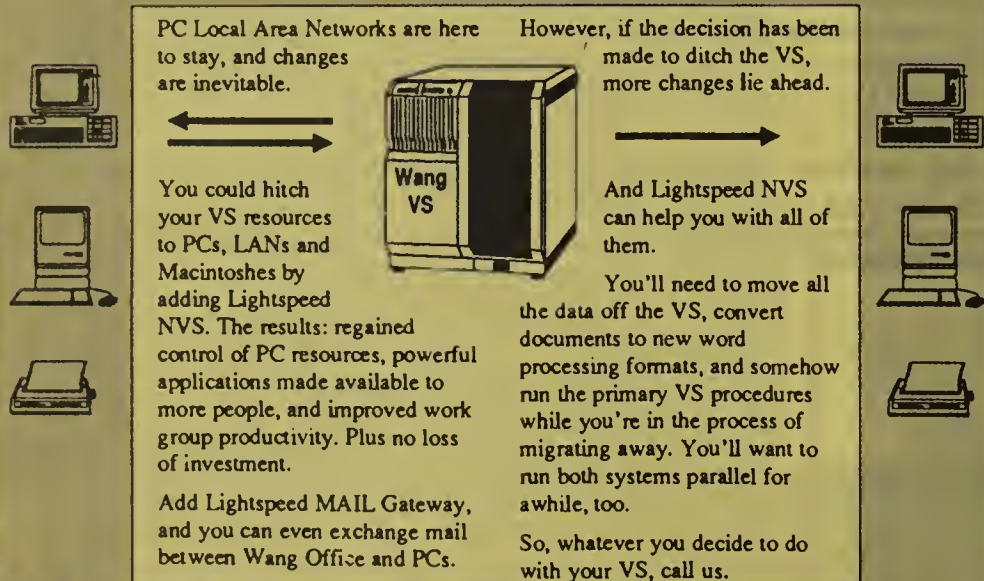 PC Local Area Networks are here
to stay, and changes
are inevitable.
You could hitch
your VS resources
to PCs, LANs and
Macintoshes by
adding Lightspeed
NVS. The results: regained
control of PC resources, powerful
applications made available to
more people, and improved work
group productivity. Plus no loss
of investment.
Add Lightspeed MAIL Gateway,
and you can even exchange mail
between Wang Office and PCs.
Wang
VS
However, if the decision has been
made to ditch the VS,
more changes lie ahead.
And Lightspeed NVS
can help you with all of
them.
You'll need to move all
the data off the VS, convert
documents to new word
processing formats, and somehow
run the primary VS procedures
while you're in the process of
migrating away. You'll want to
run both systems parallel for
awhile, too.
So, whatever you decide to do
with your VS, call us.